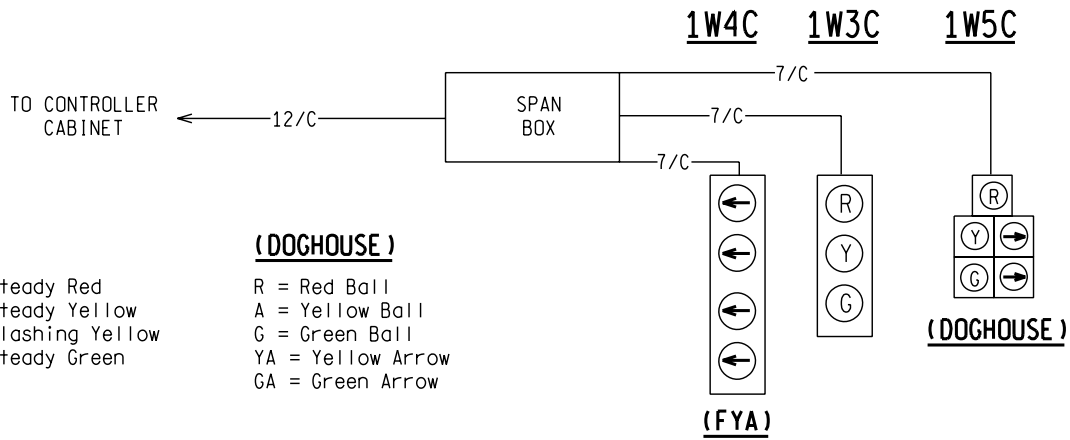 1W4C 1W3C 1W5C
7/C
TO CONTROLLER
CABINET
12/C
SPAN
BOX
7/C
7/C
R
Y
G
R
Y
G
(DOGHOUSE)
(FYA)
teady Red
teady Yellow
lashing Yellow
teady Green
(DOGHOUSE)
R = Red Ball
A = Yellow Ball
G = Green Ball
YA = Yellow Arrow
GA = Green Arrow